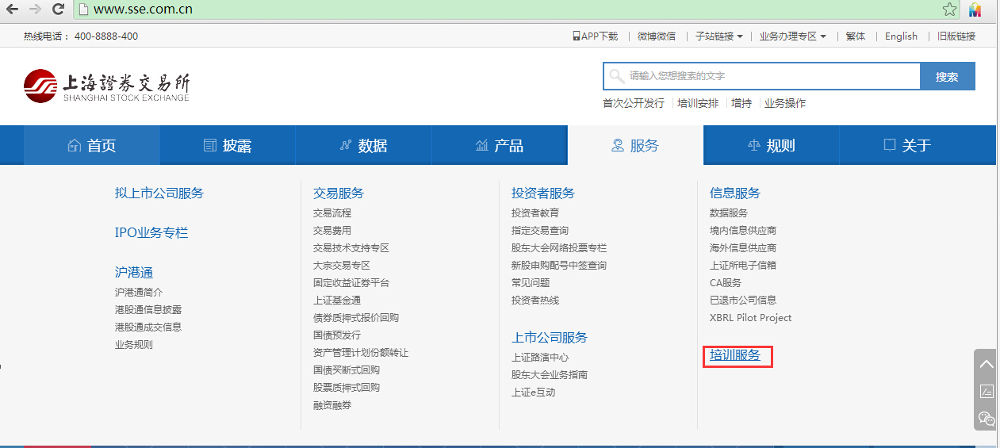 www.sse.com.cn
热线电话： 400-8888-400
APP下载
微博微信
子站链接
业务办理专区
繁体
English
旧版链接
上海證券交易所
SHANGHAI STOCK EXCHANGE
请输入您想搜索的文字
搜索
首次公开发行
培训安排
增持
业务操作
首页
披露
数据
产品
服务
规则
关于
拟上市公司服务
IPO业务专栏
沪港通
沪港通简介
港股通信息披露
港股通成交信息
业务规则
交易服务
交易流程
交易费用
交易技术支持专区
大宗交易专区
固定收益证券平台
上证基金通
债券质押式报价回购
国债预发行
资产管理计划份额转让
国债买断式回购
股票质押式回购
融资融券
投资者服务
投资者教育
指定交易查询
股东大会网络投票专栏
新股申购配号中签查询
常见问题
投资者热线
上市公司服务
上证路演中心
股东大会业务指南
上证e互动
信息服务
数据服务
境内信息供应商
海外信息供应商
上证所电子信箱
CA服务
已退市公司信息
XBRL Pilot Project
培训服务